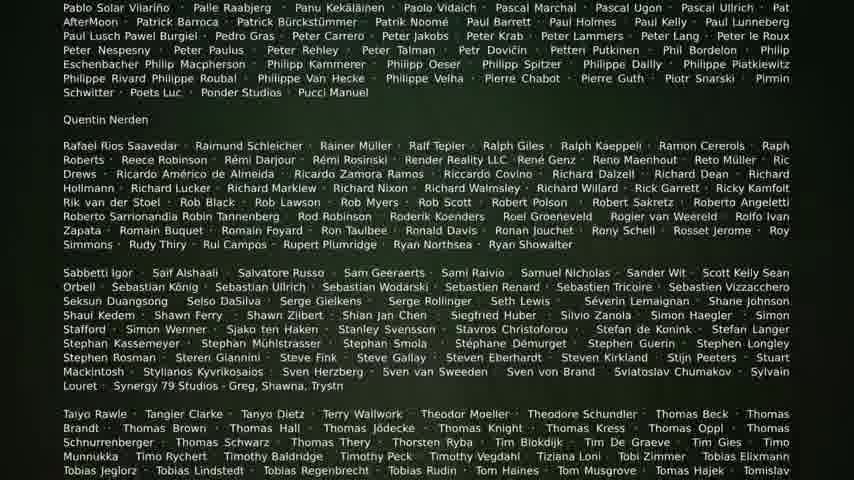 Pablo Solar Vilariño · Palle Raabjerg · Panu Kekäläinen · Paolo Vidaich · Pascal Marchal · Pascal Ugon · Pascal Ullrich · Pat
AfterMoon · Patrick Barroca · Patrick Bürckstümmer · Patrik Noomé · Paul Barrett · Paul Holmes · Paul Kelly · Paul Lunneberg
Paul Lusch Pawel Burgiel · Pedro Gras · Peter Carrero · Peter Jakobs · Peter Krab · Peter Lammers · Peter Lang · Peter le Roux
Peter Nespesny · Peter Paulus · Peter Rehley · Peter Talman · Petr Dovičin · Petteri Putkinen · Phil Bordelon · Philip
Eschenbacher Philip Macpherson · Philipp Kammerer · Philipp Oeser · Philipp Spitzer · Philippe Dailly · Philippe Piatkiewitz
Philippe Rivard Philippe Roubal · Philippe Van Hecke · Philippe Velha · Pierre Chabot · Pierre Guth · Piotr Snarski · Pirmin
Schwitter · Poets Luc · Ponder Studios · Pucci Manuel
Quentin Nerden
Rafael Rios Saavedar · Raimund Schleicher · Rainer Müller · Ralf Tepler · Ralph Giles · Ralph Kaeppeli · Ramon Cererols · Raph
Roberts · Reece Robinson · Rémi Darjour · Rémi Rosinski · Render Reality LLC · René Genz · Reno Maenhout · Reto Müller · Ric
Drews · Ricardo Américo de Almeida · Ricardo Zamora Ramos · Riccardo Covino · Richard Dalzell · Richard Dean · Richard
Hollmann · Richard Lucker · Richard Marklew · Richard Nixon · Richard Walmsley · Richard Willard · Rick Garrett · Ricky Kamfolt
Rik van der Stoel · Rob Black · Rob Lawson · Rob Myers · Rob Scott · Robert Polson · Robert Sakretz · Roberto Angeletti
Roberto Sarrionandia Robin Tannenberg · Rod Robinson · Roderik Koenders · Roel Groeneveld · Rogier van Weereld · Rolfo Ivan
Zapata · Romain Buquet · Romain Foyard · Ron Taulbee · Ronald Davis · Ronan Jouchet · Rony Schell · Rosset Jerome · Roy
Simmons · Rudy Thiry · Rui Campos · Rupert Plumridge · Ryan Northsea · Ryan Showalter
Sabbetti Igor · Saif Alshaali · Salvatore Russo · Sam Geeraerts · Sami Raivio · Samuel Nicholas · Sander Wit · Scott Kelly Sean
Orbell · Sebastian König · Sebastian Ullrich · Sebastian Wodarski · Sebastien Renard · Sebastien Tricoire · Sebastien Vizzacchero
Seksun Duangsong · Selso DaSilva · Serge Gielkens · Serge Rollinger · Seth Lewis · Séverin Lemaignan · Shane Johnson
Shaul Kedem · Shawn Ferry · Shawn Zilbert · Shian Jan Chen · Siegfried Huber · Silvio Zanola · Simon Haegler · Simon
Stafford · Simon Wenner · Sjako ten Haken · Stanley Svensson · Stavros Christoforou · Stefan de Konink · Stefan Langer
Stephan Kassemeyer · Stephan Mühlstrasser · Stephan Smola · Stéphane Démurget · Stephen Guerin · Stephen Longley
Stephen Rosman · Steren Giannini · Steve Fink · Steve Gallay · Steven Eberhardt · Steven Kirkland · Stijn Peeters · Stuart
Mackintosh · Stylianos Kyvrikosaios · Sven Herzberg · Sven van Sweeden · Sven von Brand · Sviatoslav Chumakov · Sylvain
Louret · Synergy 79 Studios - Greg, Shawna, Trystn
Taiyo Rawle · Tangier Clarke · Tanyo Dietz · Terry Wallwork · Theodor Moeller · Theodore Schundler · Thomas Beck · Thomas
Brandt · Thomas Brown · Thomas Hall · Thomas Jödecke · Thomas Knight · Thomas Kress · Thomas Oppl · Thomas
Schnurrenberger · Thomas Schwarz · Thomas Thery · Thorsten Ryba · Tim Blokdijk · Tim De Graeve · Tim Gies · Timo
Munnukka · Timo Rychert · Timothy Baldridge · Timothy Peck · Timothy Vegdahl · Tiziana Loni · Tobi Zimmer · Tobias Elixmann
Tobias Jeglorz · Tobias Lindstedt · Tobias Regenbrecht · Tobias Rudin · Tom Haines · Tom Musgrove · Tomas Hajek · Tomislav